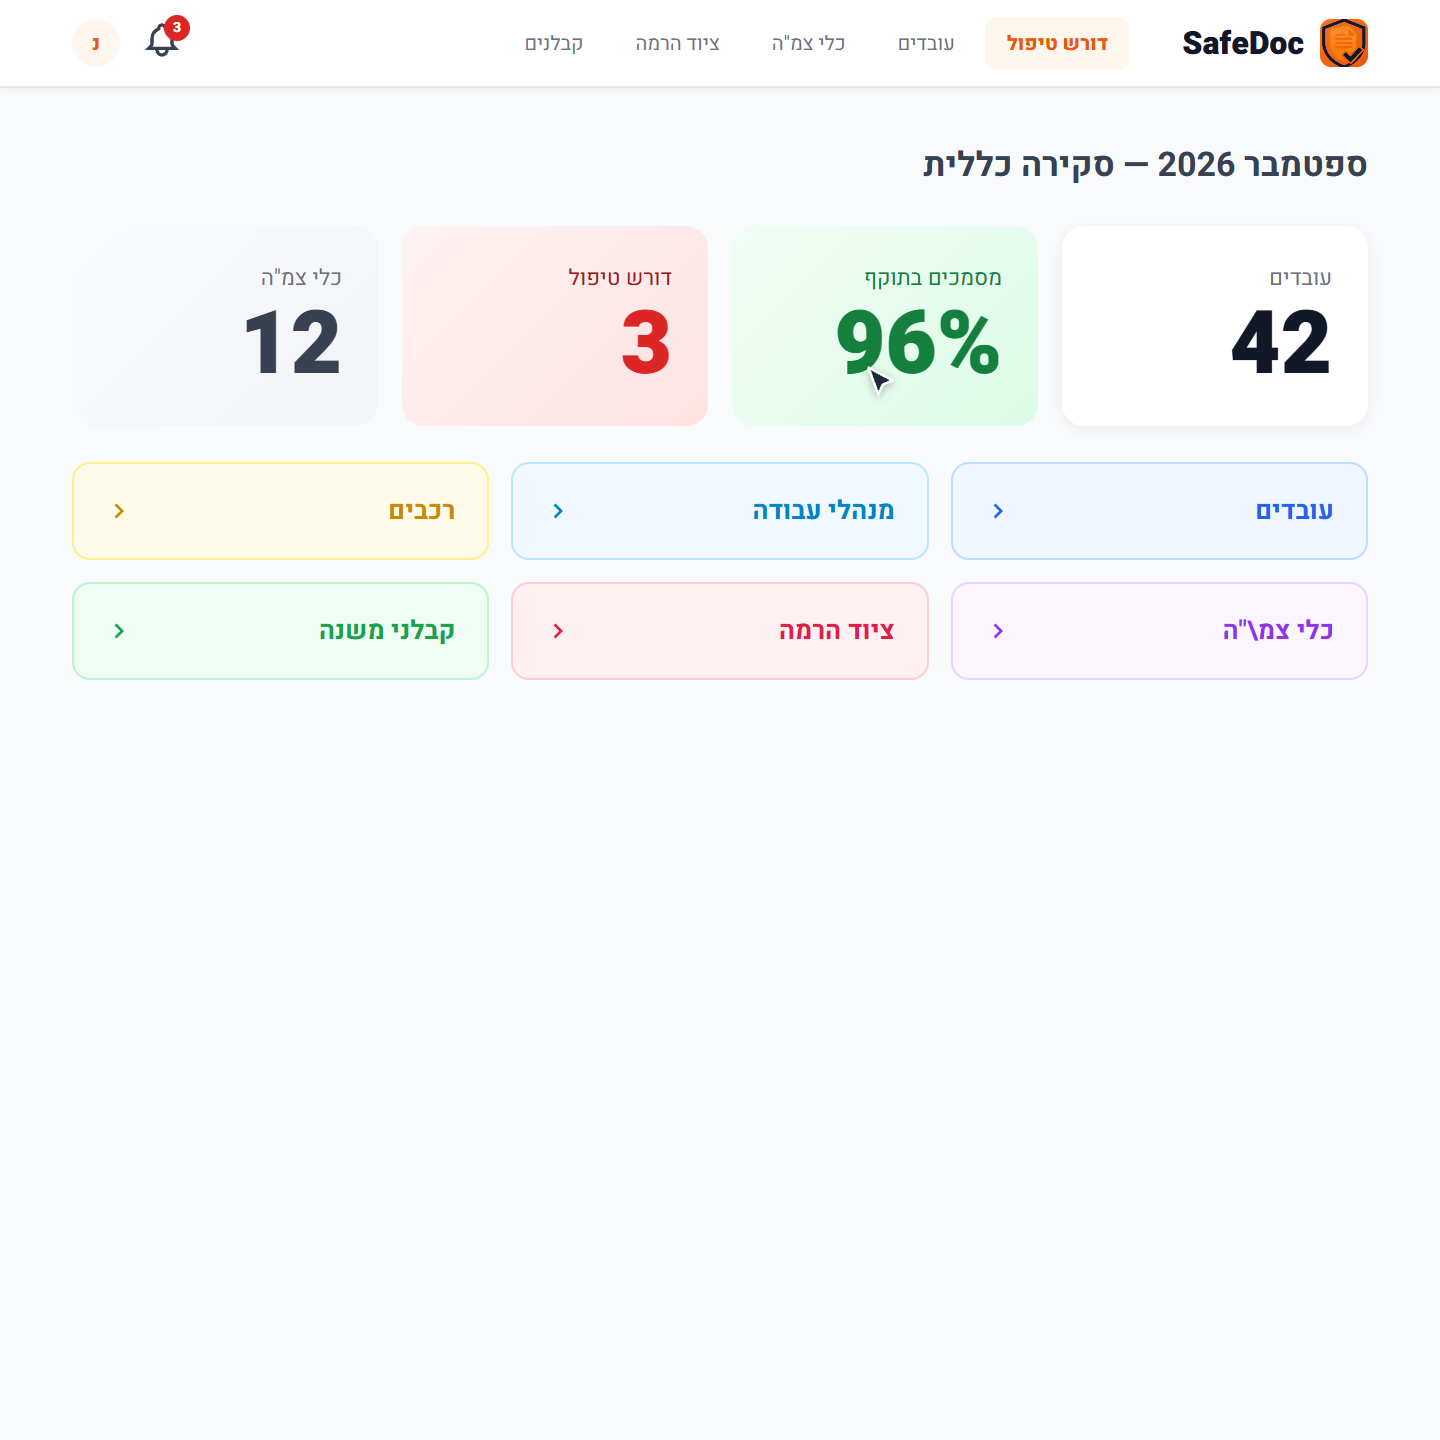 SafeDoc
דורש טיפול
עובדים
כלי צמ"ה
ציוד הרמה
קבלנים
3
נ
ספטמבר 2026 — סקירה כללית
עובדים
42
מסמכים בתוקף
96%
דורש טיפול
3
כלי צמ"ה
12
עובדים
מנהלי עבודה
רכבים
כלי צמ\"ה
ציוד הרמה
קבלני משנה